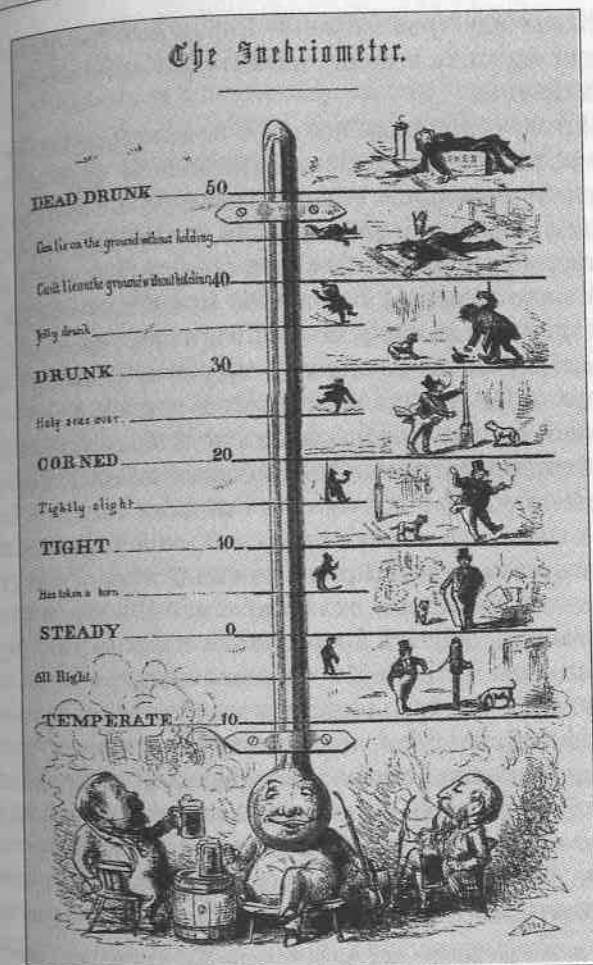 The Inebriometer.
DEAD DRUNK 50
Can lie on the ground without holding
Can't lie on the ground without holding 40
Jolly drunk
DRUNK 30
Haly seas over.
CORNED 20
Tightly slight
TIGHT 10
Has taken a horn
STEADY 0
All Right
TEMPERATE 10